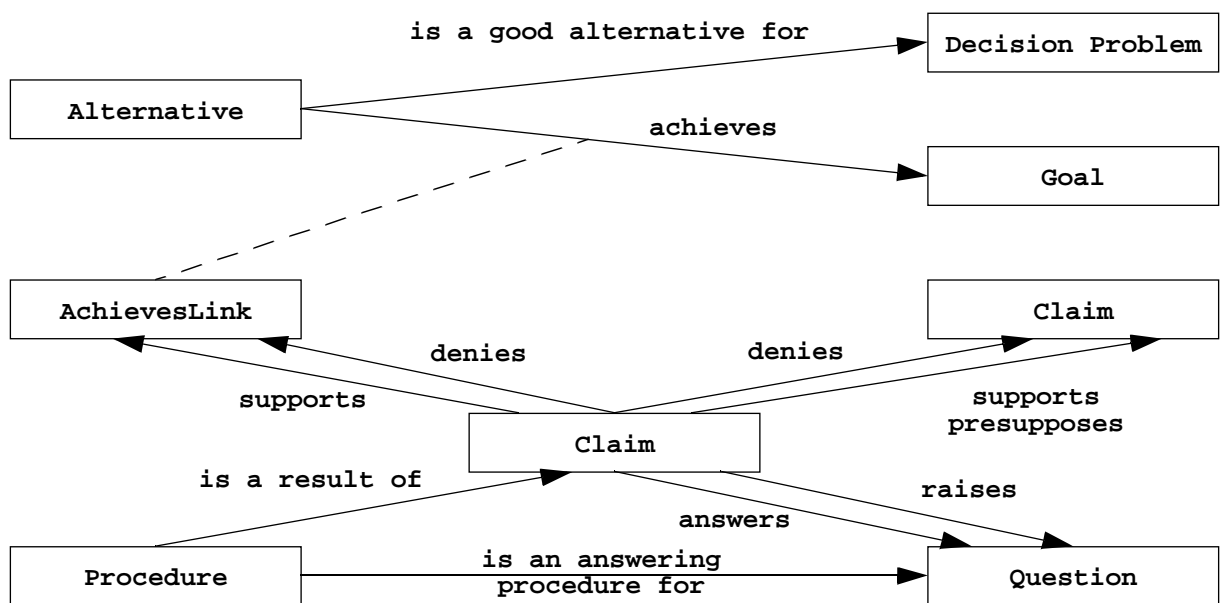 is a good alternative for
Decision Problem
Alternative
achieves
Goal
AchievesLink
Claim
denies
denies
supports
supports
presupposes
Claim
is a result of
raises
answers
is an answering
procedure for
Procedure
Question